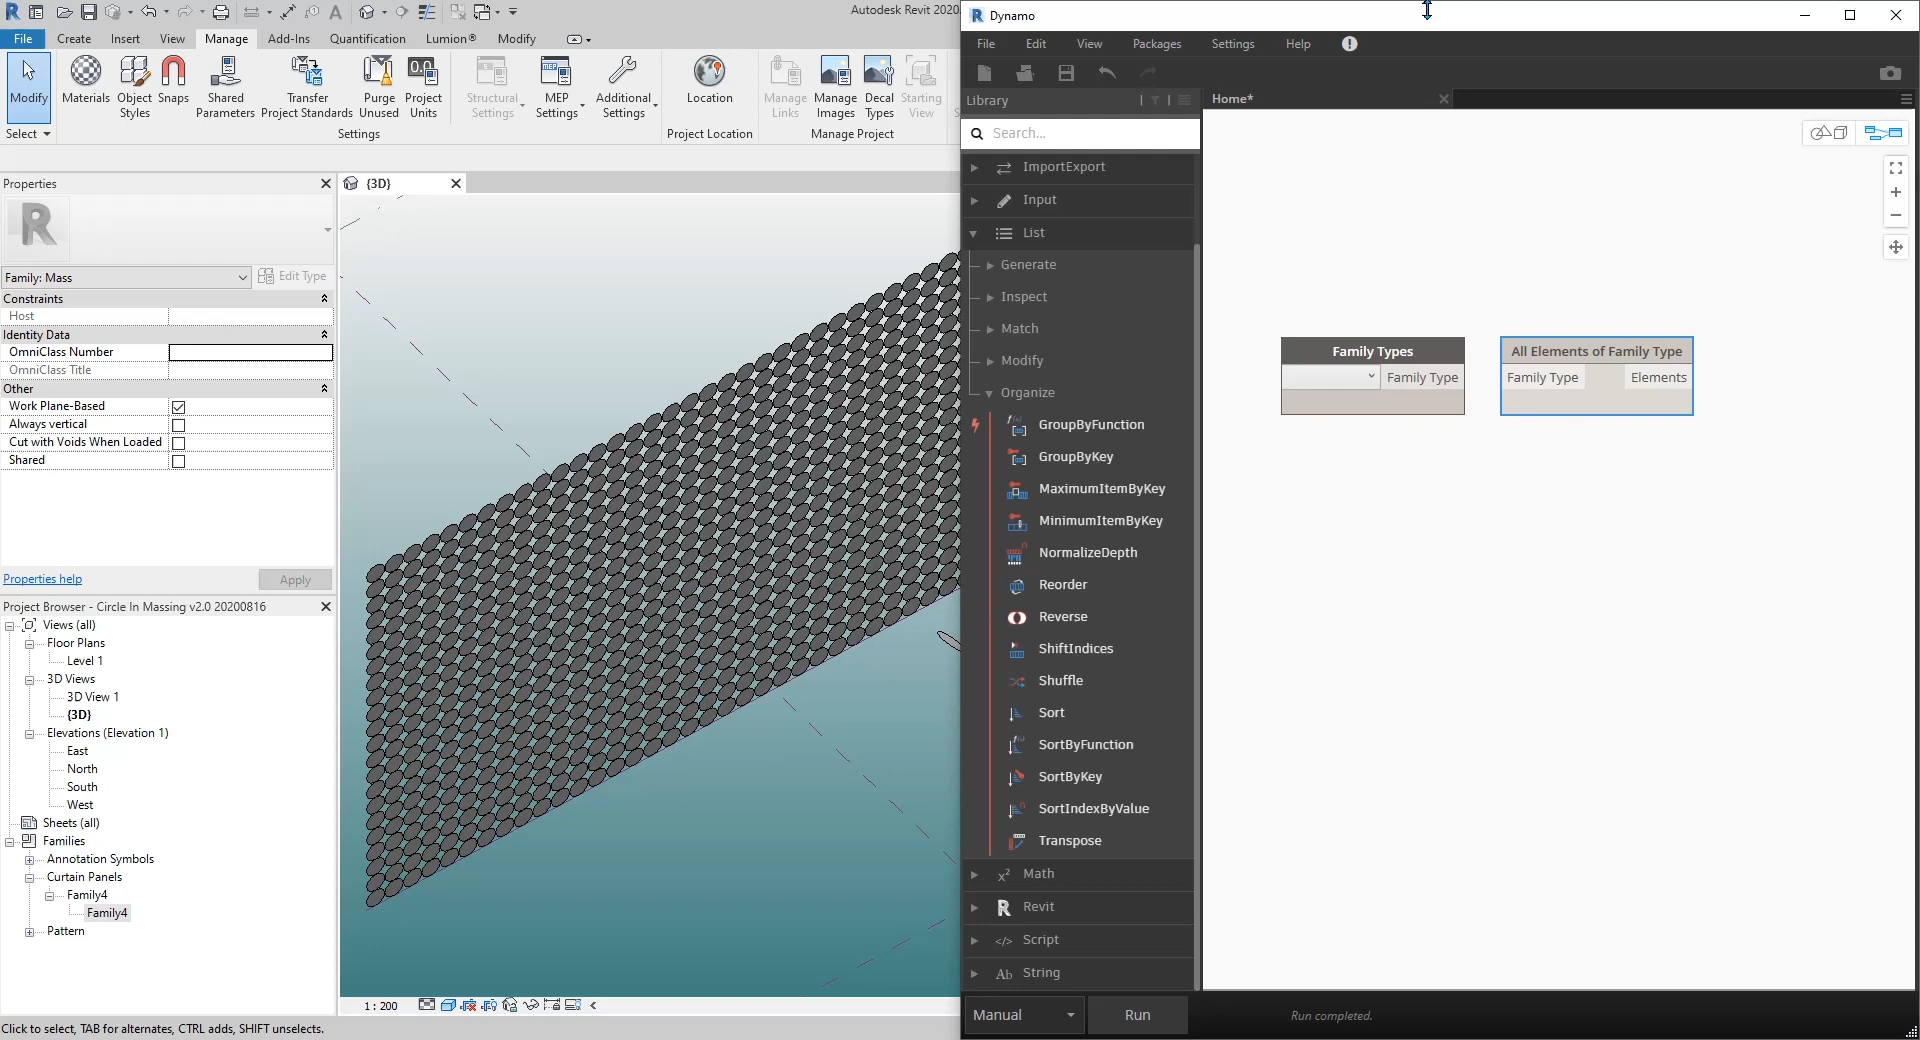 Autodesk Revit 2020
File
Create
Insert
View
Manage
Add-Ins
Quantification
Lumion®
Modify
Modify
Materials
Object Styles
Snaps
Shared Parameters
Transfer Project Standards
Purge Unused
Project Units
Structural Settings
MEP Settings
Additional Settings
Location
Manage Links
Manage Images
Decal Types
Starting View
Select
Settings
Project Location
Manage Project
Properties
Family: Mass
Edit Type
Constraints
Host
Identity Data
OmniClass Number
OmniClass Title
Other
Work Plane-Based
Always vertical
Cut with Voids When Loaded
Shared
Properties help
Apply
Project Browser - Circle In Massing v2.0 20200816
Views (all)
Floor Plans
Level 1
3D Views
3D View 1
{3D}
Elevations (Elevation 1)
East
North
South
West
Sheets (all)
Families
Annotation Symbols
Curtain Panels
Family4
Family4
Pattern
{3D}
1 : 200
Click to select, TAB for alternates, CTRL adds, SHIFT unselects.
Dynamo
File
Edit
View
Packages
Settings
Help
Library
Search...
ImportExport
Input
List
Generate
Inspect
Match
Modify
Organize
GroupByFunction
GroupByKey
MaximumItemByKey
MinimumItemByKey
NormalizeDepth
Reorder
Reverse
ShiftIndices
Shuffle
Sort
SortByFunction
SortByKey
SortIndexByValue
Transpose
Math
Revit
Script
String
Manual
Run
Home*
Family Types
Family Type
All Elements of Family Type
Family Type
Elements
Run completed.